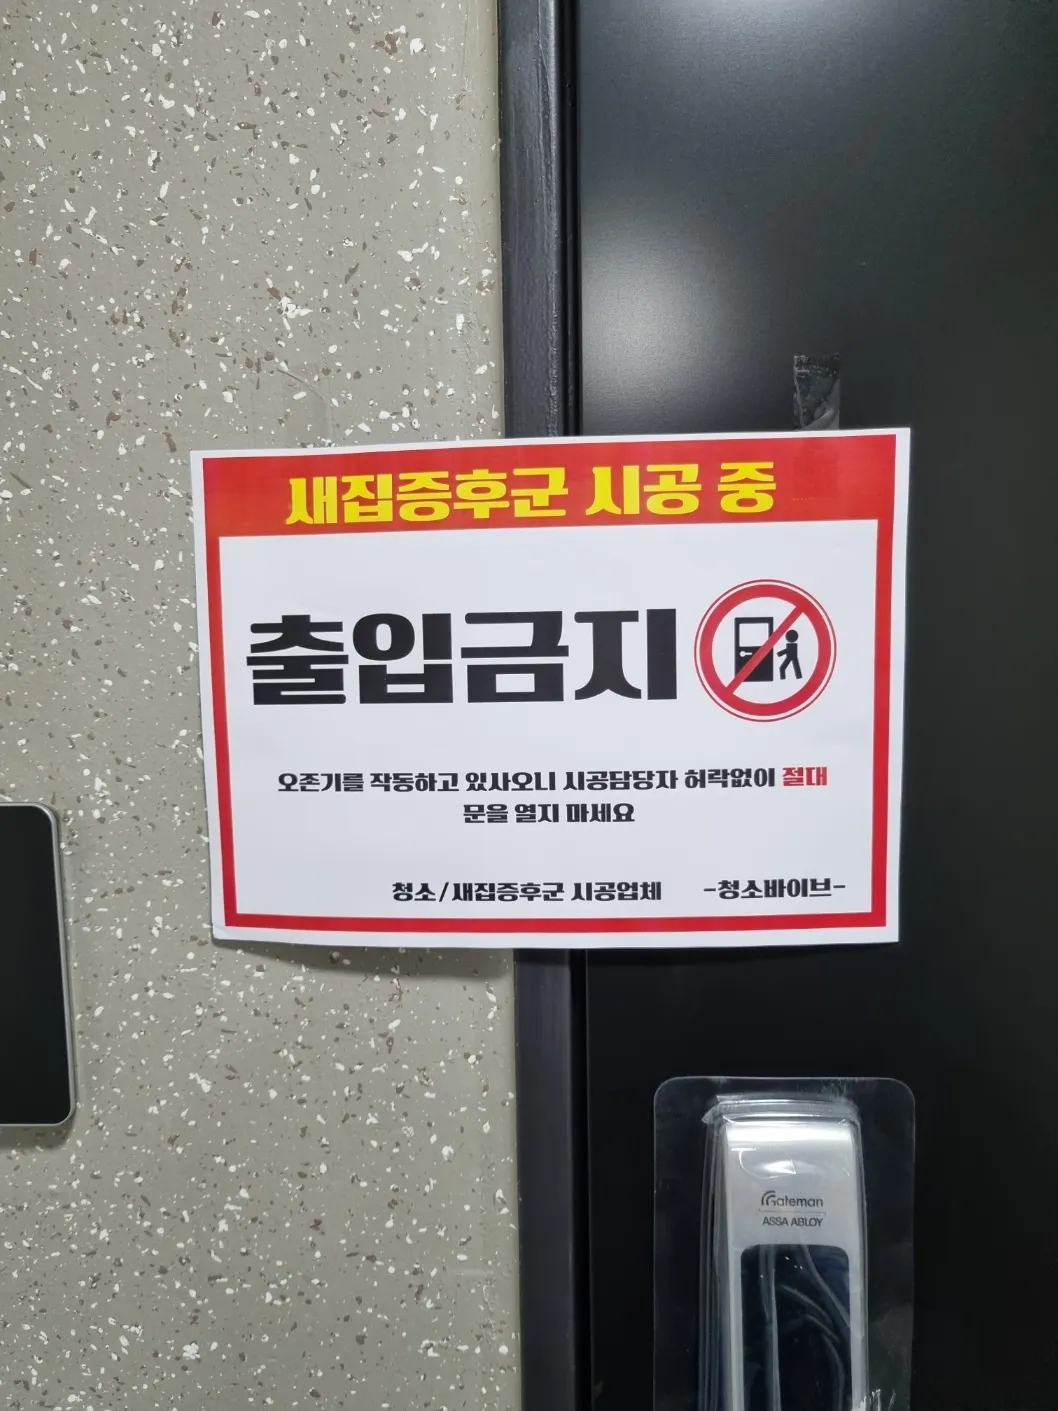 새집증후군 시공 중
출입금지
오존기를 작동하고 있사오니 시공담당자 허락없이 절대
문을 열지 마세요
청소/새집증후군 시공업체 -청소바이브-
Gateman
ASSA ABLOY